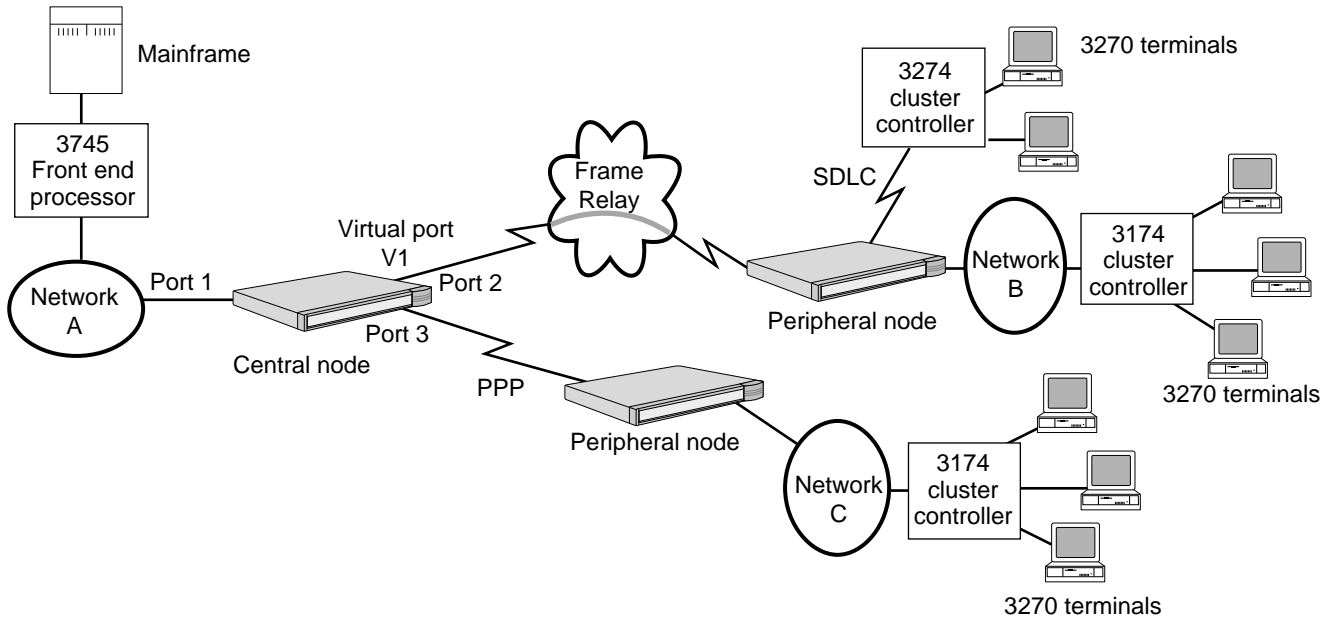 Mainframe
3745
Front end
processor
Network
A
Port 1
Central node
Virtual port
V1
Port 2
Port 3
PPP
Frame
Relay
SDLC
3274
cluster
controller
3270 terminals
Peripheral node
Network
B
3174
cluster
controller
3270 terminals
Peripheral node
Network
C
3174
cluster
controller
3270 terminals